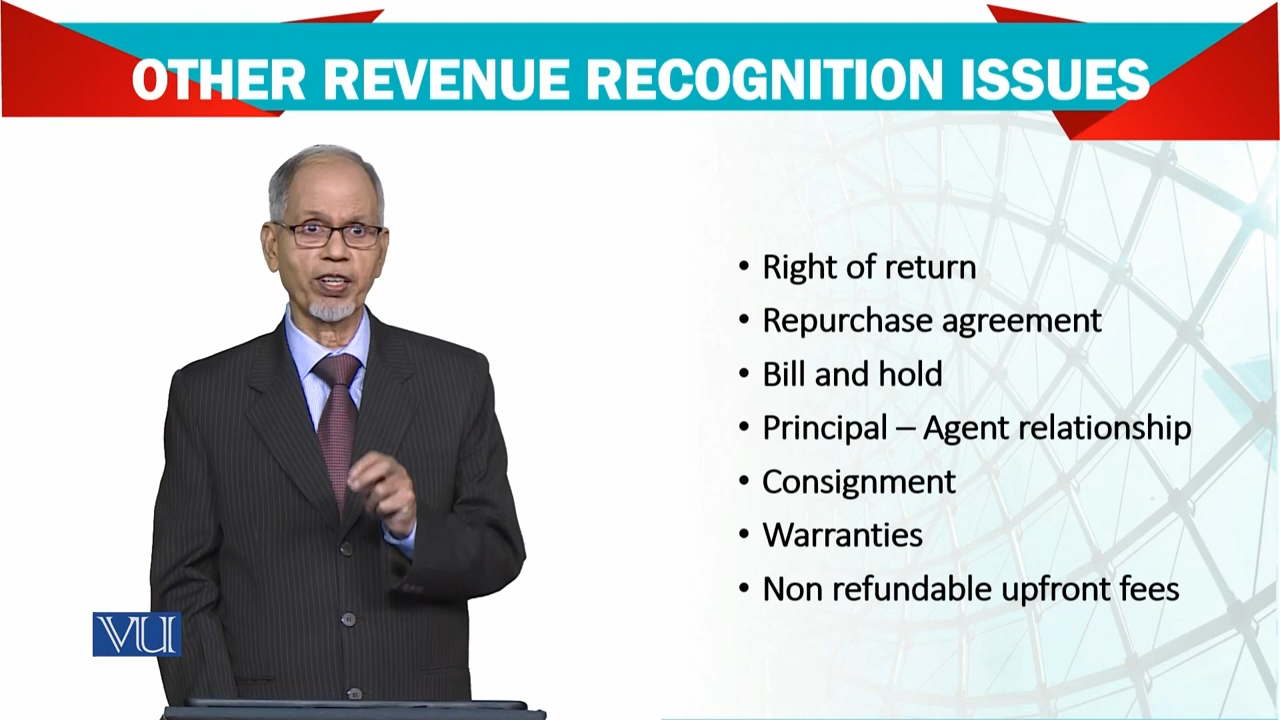 OTHER REVENUE RECOGNITION ISSUES
• Right of return
• Repurchase agreement
• Bill and hold
• Principal – Agent relationship
• Consignment
• Warranties
• Non refundable upfront fees
VU